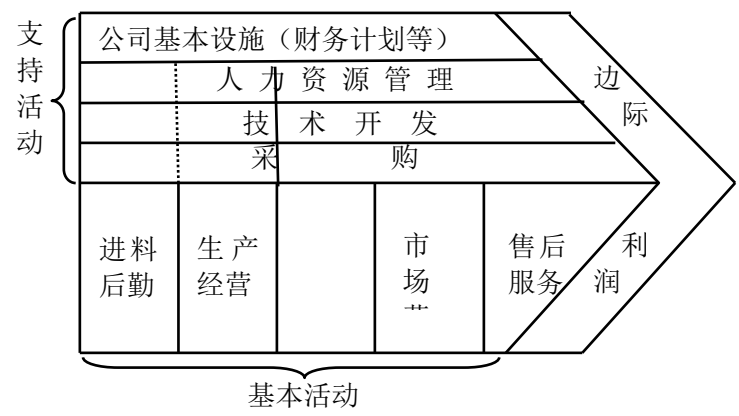 支持活动
公司基本设施（财务计划等）
人力资源管理
技术开发
采购
边际
进料
后勤
生产
经营
市
场
售后
服务
利
润
基本活动